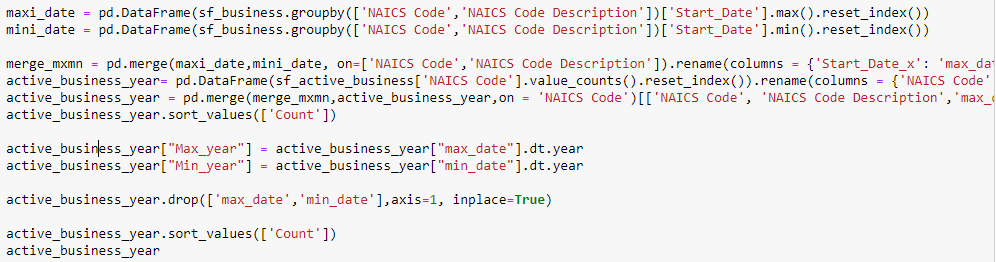 maxi_date = pd.DataFrame(sf_business.groupby(['NAICS Code','NAICS Code Description'])['Start_Date'].max().reset_index())
mini_date = pd.DataFrame(sf_business.groupby(['NAICS Code','NAICS Code Description'])['Start_Date'].min().reset_index())
merge_mxmn = pd.merge(maxi_date,mini_date, on=['NAICS Code','NAICS Code Description']).rename(columns = {'Start_Date_x': 'max_dat
active_business_year= pd.DataFrame(sf_active_business['NAICS Code'].value_counts().reset_index()).rename(columns = {'NAICS Code'
active_business_year = pd.merge(merge_mxmn,active_business_year,on = 'NAICS Code')[['NAICS Code', 'NAICS Code Description','max_
active_business_year.sort_values(['Count'])
active_business_year["Max_year"] = active_business_year["max_date"].dt.year
active_business_year["Min_year"] = active_business_year["min_date"].dt.year
active_business_year.drop(['max_date','min_date'],axis=1, inplace=True)
active_business_year.sort_values(['Count'])
active_business_year